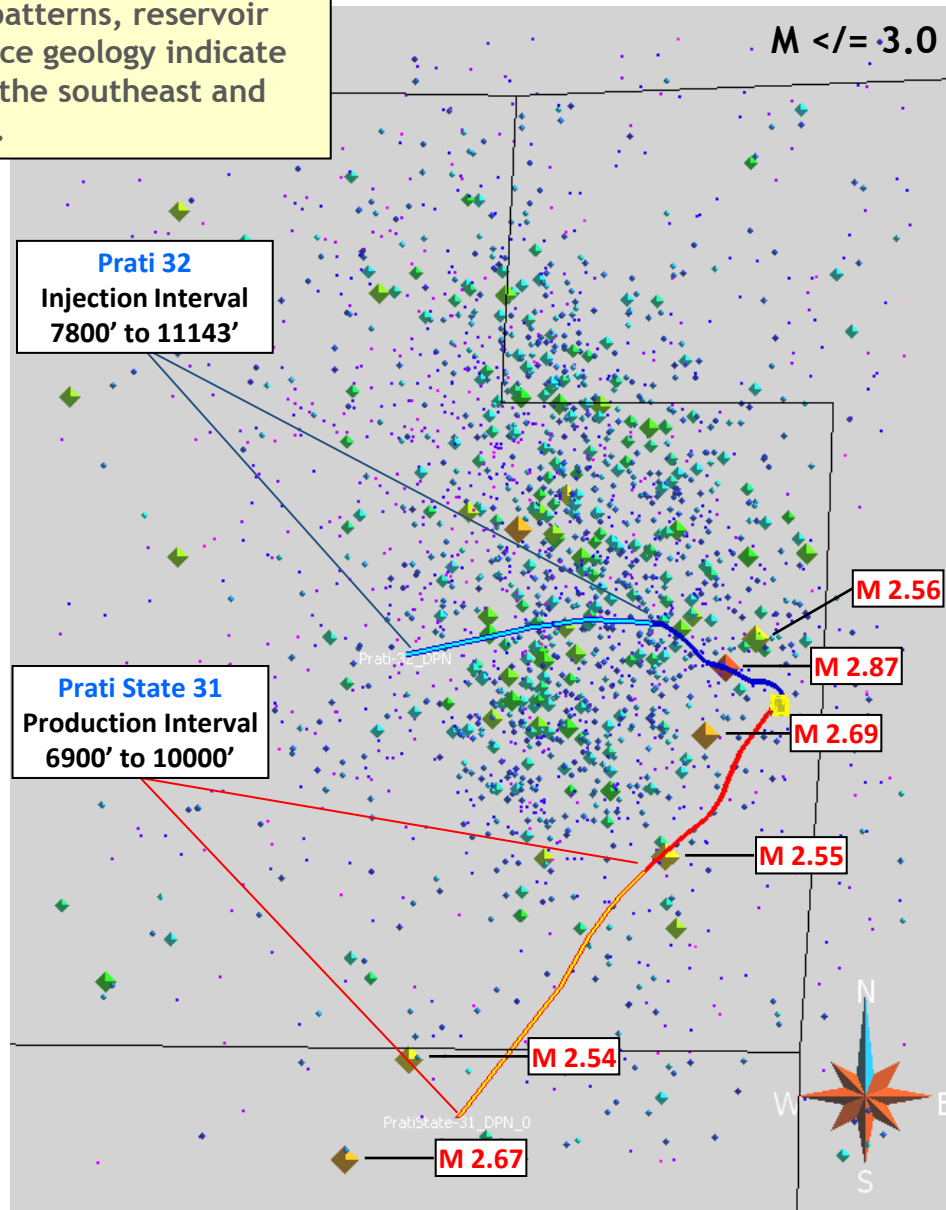 patterns, reservoir
ce geology indicate
the southeast and
.
M </= 3.0
Prati 32
Injection Interval
7800' to 11143'
M 2.56
Prati-32_DPN
M 2.87
Prati State 31
Production Interval
6900' to 10000'
M 2.69
M 2.55
N
M 2.54
W
E
PratiState-31_DPN_0
M 2.67
S